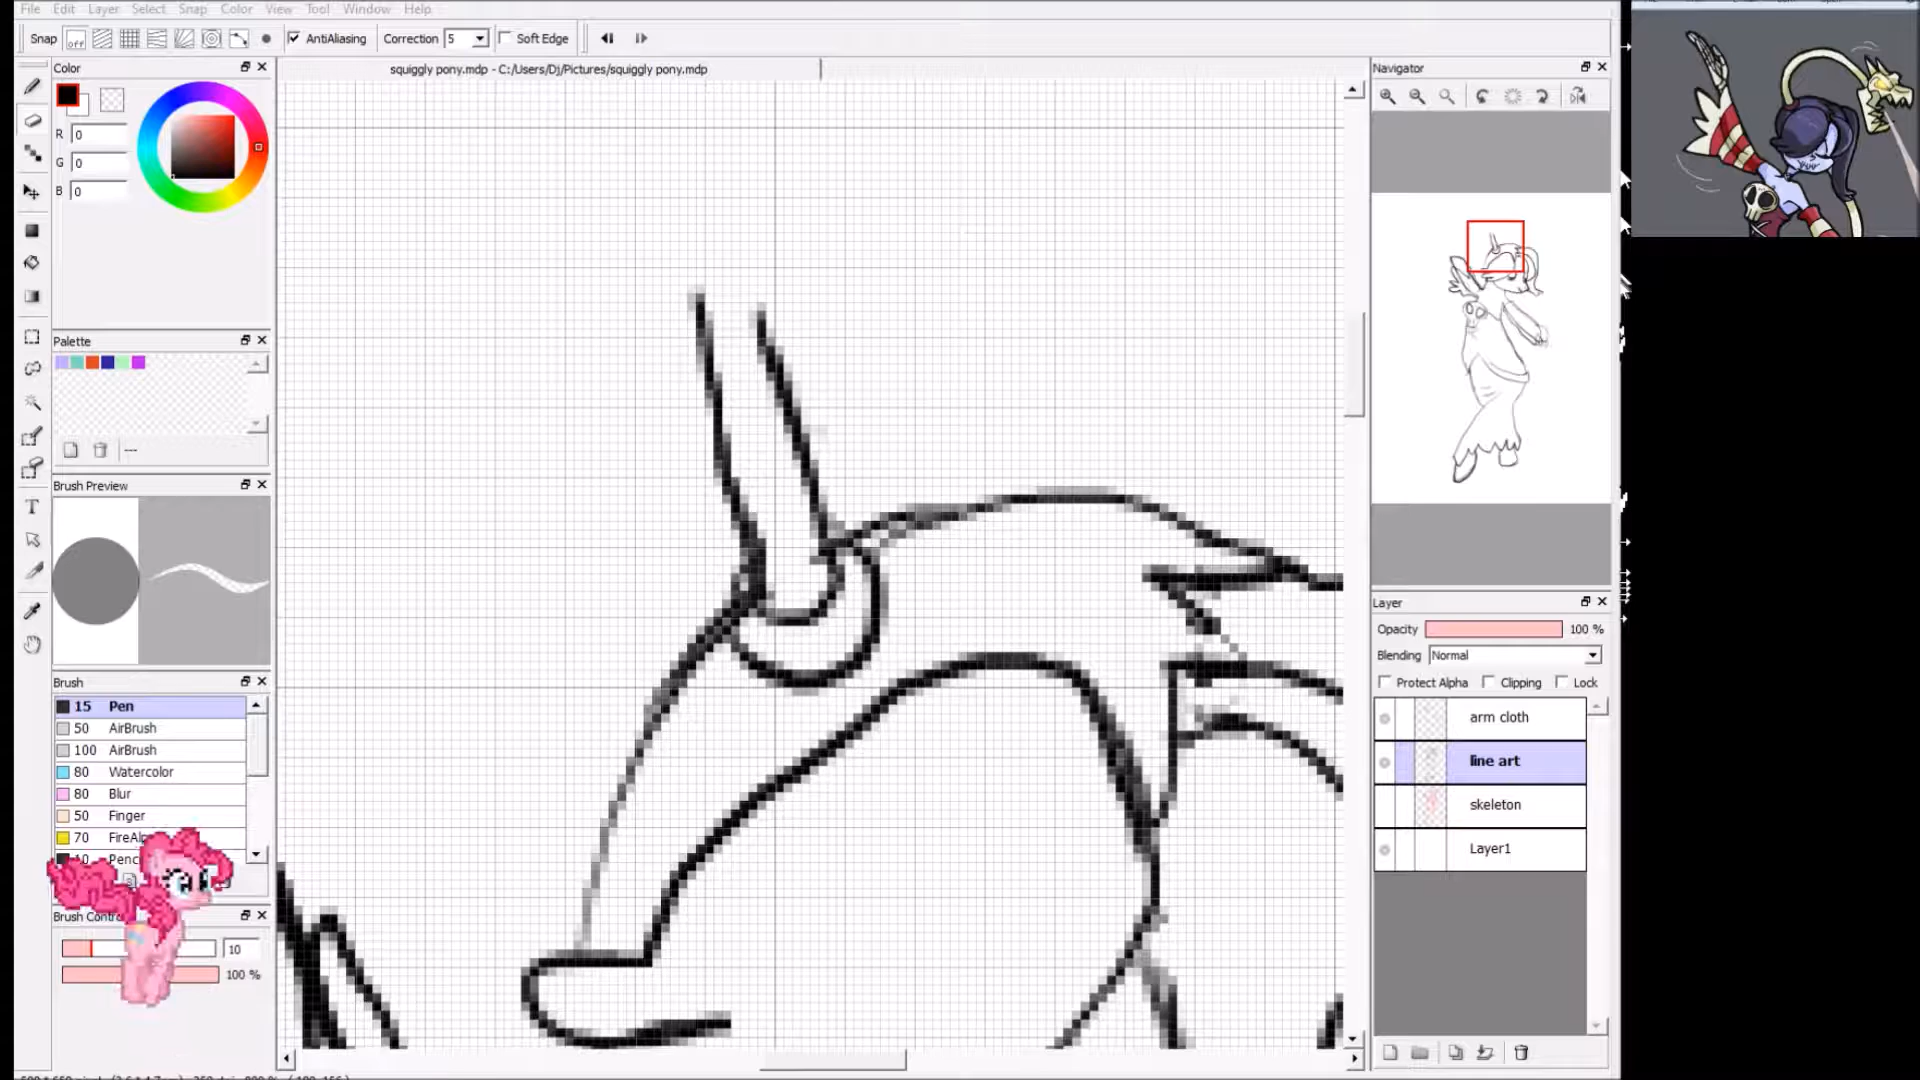 File Edit Layer Select Snap Color View Tool Window Help
Snap off AntiAliasing Correction 5 Soft Edge
squiggly pony.mdp - C:/Users/Dj/Pictures/squiggly pony.mdp
Color
R 0
G 0
B 0
Palette
---
Brush Preview
Brush
15 Pen
50 AirBrush
100 AirBrush
80 Watercolor
80 Blur
50 Finger
70
Brush
10
100 %
Navigator
Layer
Opacity 100 %
Blending Normal
Protect Alpha Clipping Lock
arm cloth
line art
skeleton
Layer1